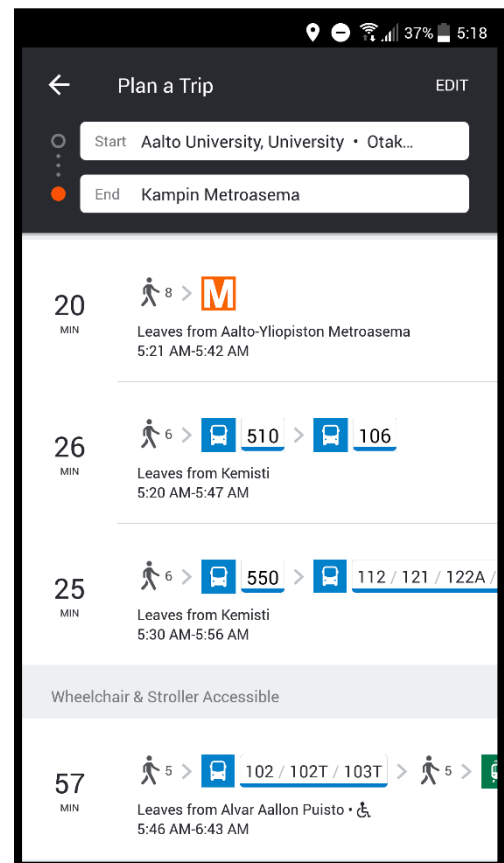 37% 5:18
Plan a Trip EDIT
Start Aalto University, University • Otak...
End Kampin Metroasema
20 MIN
8 > M
Leaves from Aalto-Yliopiston Metroasema
5:21 AM-5:42 AM
26 MIN
6 > 510 > 106
Leaves from Kemisti
5:20 AM-5:47 AM
25 MIN
6 > 550 > 112 / 121 / 122A /
Leaves from Kemisti
5:30 AM-5:56 AM
Wheelchair & Stroller Accessible
57 MIN
5 > 102 / 102T / 103T > 5 >
Leaves from Alvar Aallon Puisto •
5:46 AM-6:43 AM